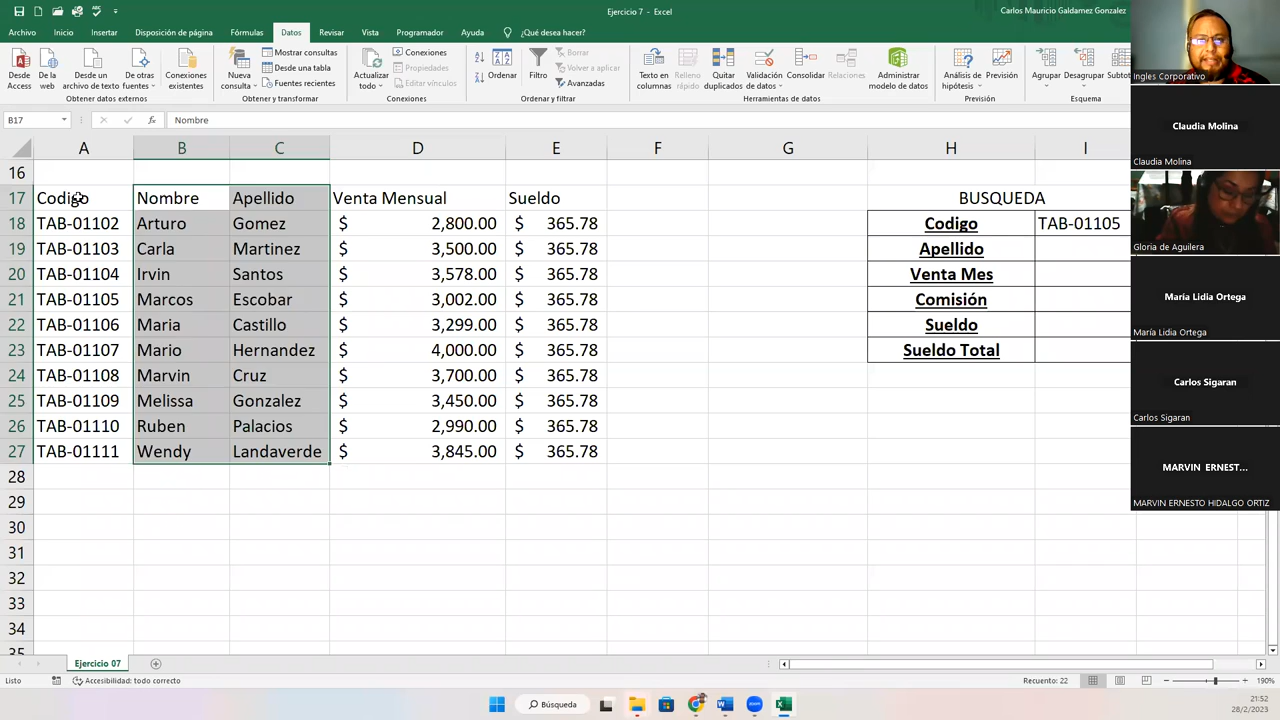 Ejercicio 7 - Excel
Carlos Mauricio Galdamez Gonzalez
Archivo Inicio Insertar Disposición de página Fórmulas Datos Revisar Vista Programador Ayuda ¿Qué desea hacer?
Desde Access
De la web
Desde un archivo de texto
De otras fuentes
Conexiones existentes
Obtener datos externos
Nueva consulta
Mostrar consultas
Desde una tabla
Fuentes recientes
Obtener y transformar
Actualizar todo
Conexiones
Propiedades
Editar vínculos
Conexiones
Ordenar
Filtro
Borrar
Volver a aplicar
Avanzadas
Ordenar y filtrar
Texto en columnas
Relleno rápido
Quitar duplicados
Validación de datos
Consolidar
Relaciones
Administrar modelo de datos
Herramientas de datos
Análisis de hipótesis
Previsión
Previsión
Agrupar
Desagrupar
Subtot
Esquema
B17 fx Nombre
A B C D E F G H I
16
17 Codigo Nombre Apellido Venta Mensual Sueldo BUSQUEDA
18 TAB-01102 Arturo Gomez $ 2,800.00 $ 365.78 Codigo TAB-01105
19 TAB-01103 Carla Martinez $ 3,500.00 $ 365.78 Apellido
20 TAB-01104 Irvin Santos $ 3,578.00 $ 365.78 Venta Mes
21 TAB-01105 Marcos Escobar $ 3,002.00 $ 365.78 Comisión
22 TAB-01106 Maria Castillo $ 3,299.00 $ 365.78 Sueldo
23 TAB-01107 Mario Hernandez $ 4,000.00 $ 365.78 Sueldo Total
24 TAB-01108 Marvin Cruz $ 3,700.00 $ 365.78
25 TAB-01109 Melissa Gonzalez $ 3,450.00 $ 365.78
26 TAB-01110 Ruben Palacios $ 2,990.00 $ 365.78
27 TAB-01111 Wendy Landaverde $ 3,845.00 $ 365.78
28
29
30
31
32
33
34
35
Ejercicio 07
Listo Accesibilidad: todo correcto Recuento: 22 190%
Búsqueda
21:52
28/2/2023
Ingles Corporativo
Claudia Molina
Claudia Molina
Gloria de Aguilera
María Lidia Ortega
María Lidia Ortega
Carlos Sigaran
Carlos Sigaran
MARVIN ERNEST...
MARVIN ERNESTO HIDALGO ORTIZ